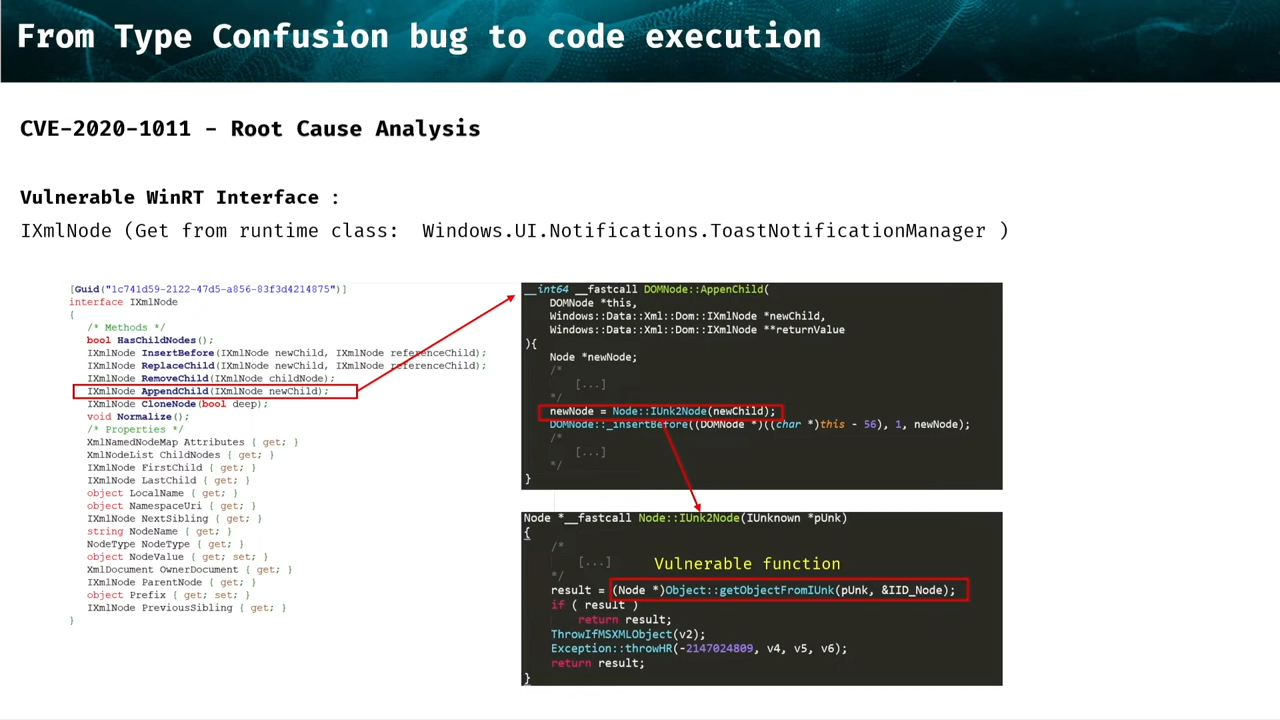 From Type Confusion bug to code execution
CVE-2020-1011 - Root Cause Analysis
Vulnerable WinRT Interface :
IXmlNode (Get from runtime class: Windows.UI.Notifications.ToastNotificationManager )
[Guid("1c741d59-2122-47d5-a856-83f3d4214875")]
interface IXmlNode
{
/* Methods */
bool HasChildNodes();
IXmlNode InsertBefore(IXmlNode newChild, IXmlNode referenceChild);
IXmlNode ReplaceChild(IXmlNode newChild, IXmlNode referenceChild);
IXmlNode RemoveChild(IXmlNode childNode);
IXmlNode AppendChild(IXmlNode newChild);
IXmlNode CloneNode(bool deep);
void Normalize();
/* Properties */
XmlNamedNodeMap Attributes { get; }
XmlNodeList ChildNodes { get; }
IXmlNode FirstChild { get; }
IXmlNode LastChild { get; }
object LocalName { get; }
object NamespaceUri { get; }
IXmlNode NextSibling { get; }
string NodeName { get; }
NodeType NodeType { get; }
object NodeValue { get; set; }
XmlDocument OwnerDocument { get; }
IXmlNode ParentNode { get; }
object Prefix { get; set; }
IXmlNode PreviousSibling { get; }
}
__int64 __fastcall DOMNode::AppenChild(
DOMNode *this,
Windows::Data::Xml::Dom::IXmlNode *newChild,
Windows::Data::Xml::Dom::IXmlNode **returnValue
){
Node *newNode;
/*
[...]
*/
newNode = Node::IUnk2Node(newChild);
DOMNode::_insertBefore((DOMNode *)((char *)this - 56), 1, newNode);
/*
[...]
*/
}
Node *__fastcall Node::IUnk2Node(IUnknown *pUnk)
{
/*
[...]
Vulnerable function
*/
result = (Node *)Object::getObjectFromIUnk(pUnk, &IID_Node);
if ( result )
return result;
ThrowIfMSXMLObject(v2);
Exception::throwHR(-2147024809, v4, v5, v6);
return result;
}